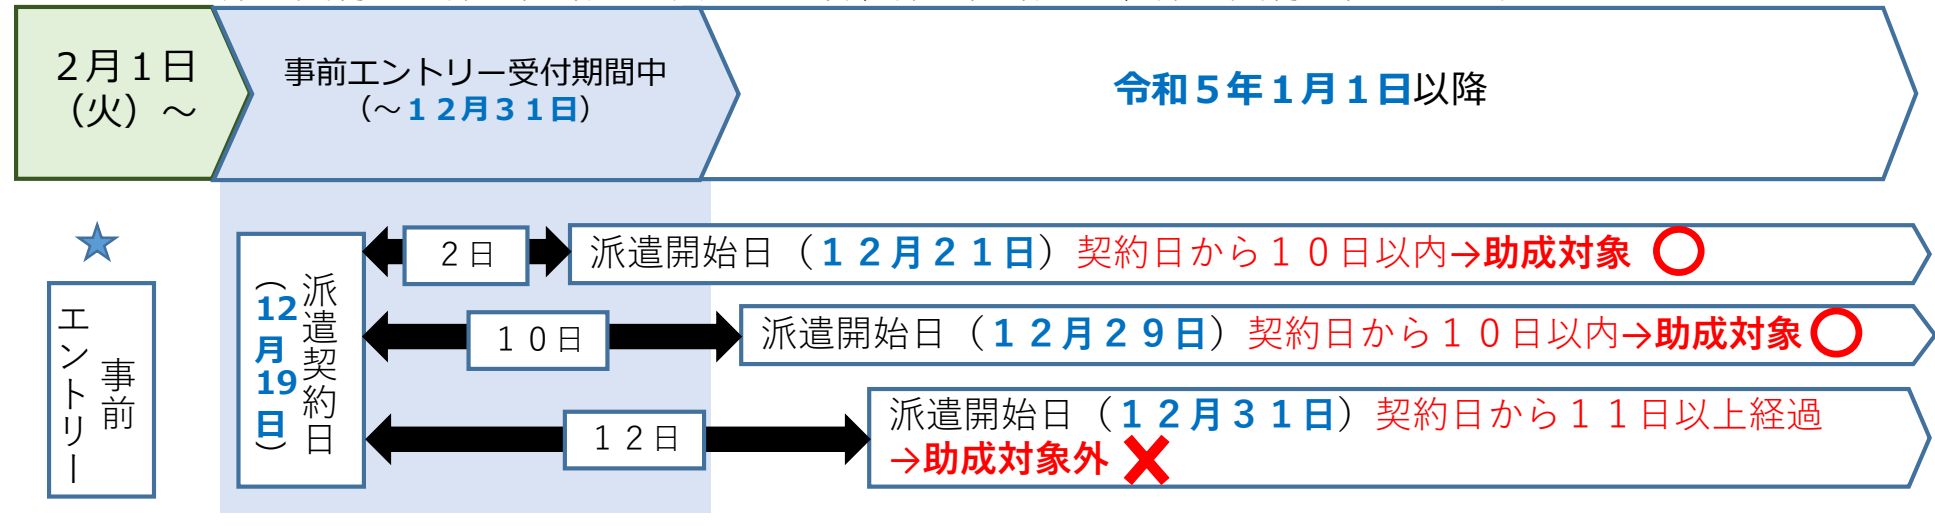 ２月１日
（火）～
事前エントリー受付期間中
（～１２月３１日）
令和５年１月１日以降
事前
エントリー
派遣契約日
（12月19日）
２日
派遣開始日（１２月２１日）契約日から１０日以内→助成対象
１０日
派遣開始日（１２月２９日）契約日から１０日以内→助成対象
１２日
派遣開始日（１２月３１日）契約日から１１日以上経過
→助成対象外